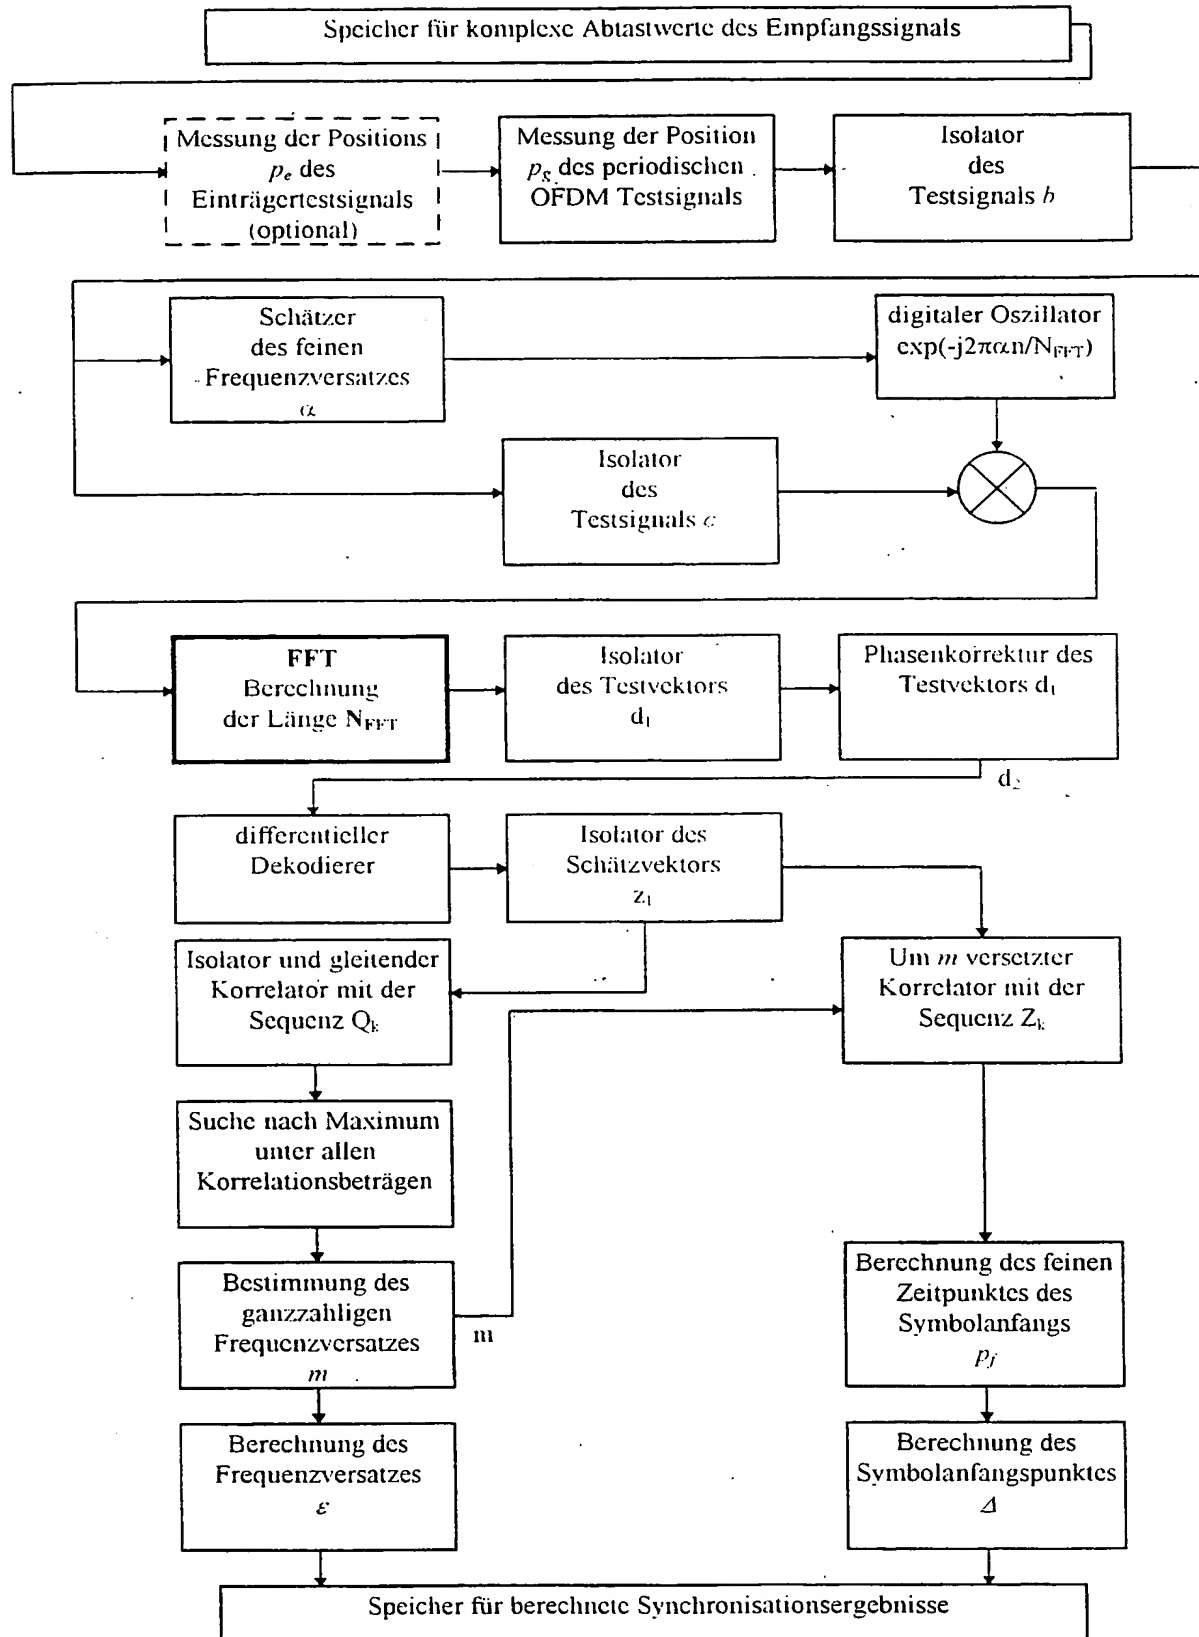 Speicher für komplexe Abtastwerte des Empfangssignals
Messung der Positions
pe des
Einträgertestsignals
(optional)
Messung der Position
pg des periodischen
OFDM Testsignals
Isolator
des
Testsignals b
Schätzer
des feinen
Frequenzversatzes
α
digitaler Oszillator
exp(-j2παn/NFFT)
Isolator
des
Testsignals c
FFT
Berechnung
der Länge NFFT
Isolator
des Testvektors
d1
Phasenkorrektur des
Testvektors d1
d2
differentieller
Dekodierer
Isolator des
Schätzvektors
z1
Isolator und gleitender
Korrelator mit der
Sequenz Qk
Um m versetzter
Korrelator mit der
Sequenz Zk
Suche nach Maximum
unter allen
Korrelationsbeträgen
Bestimmung des
ganzzahligen
Frequenzversatzes
m
m
Berechnung des feinen
Zeitpunktes des
Symbolanfangs
pf
Berechnung des
Frequenzversatzes
ε
Berechnung des
Symbolanfangspunktes
Δ
Speicher für berechnete Synchronisationsergebnisse